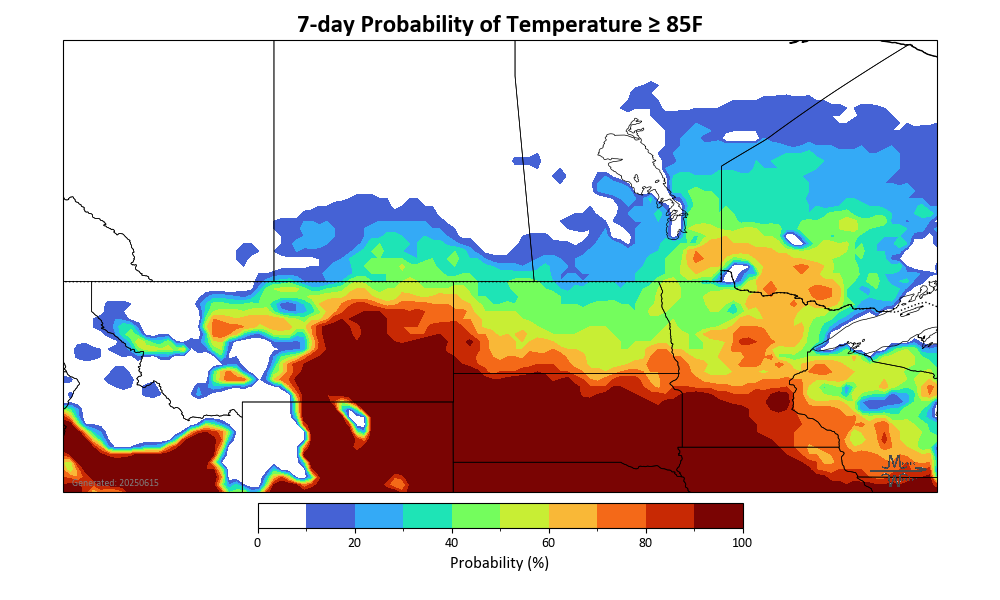 7-day Probability of Temperature ≥ 85F
Generated: 20250615
0 20 40 60 80 100
Probability (%)